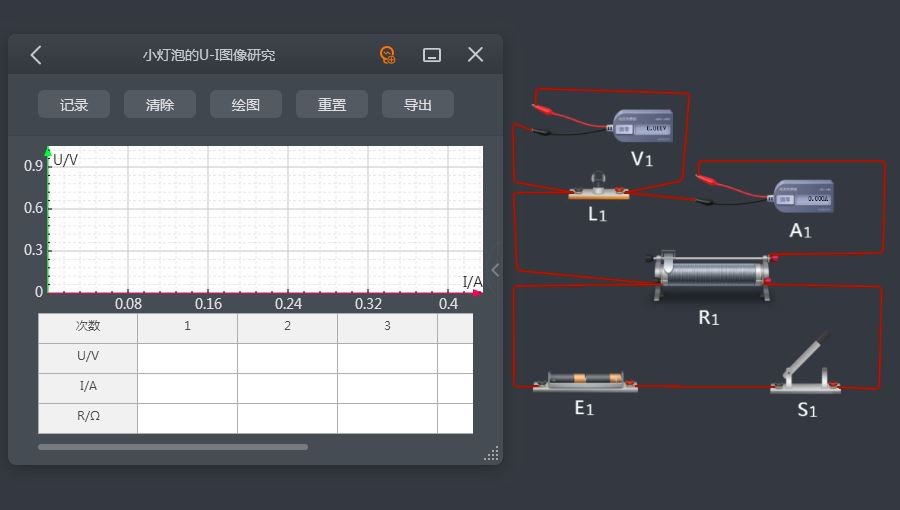 小灯泡的U-I图像研究
记录 清除 绘图 重置 导出
U/V
0.9
0.6
0.3
0
I/A
0.08 0.16 0.24 0.32 0.4
次数 1 2 3
U/V
I/A
R/Ω
0.000V
V1
L1
0.000A
A1
R1
E1
S1